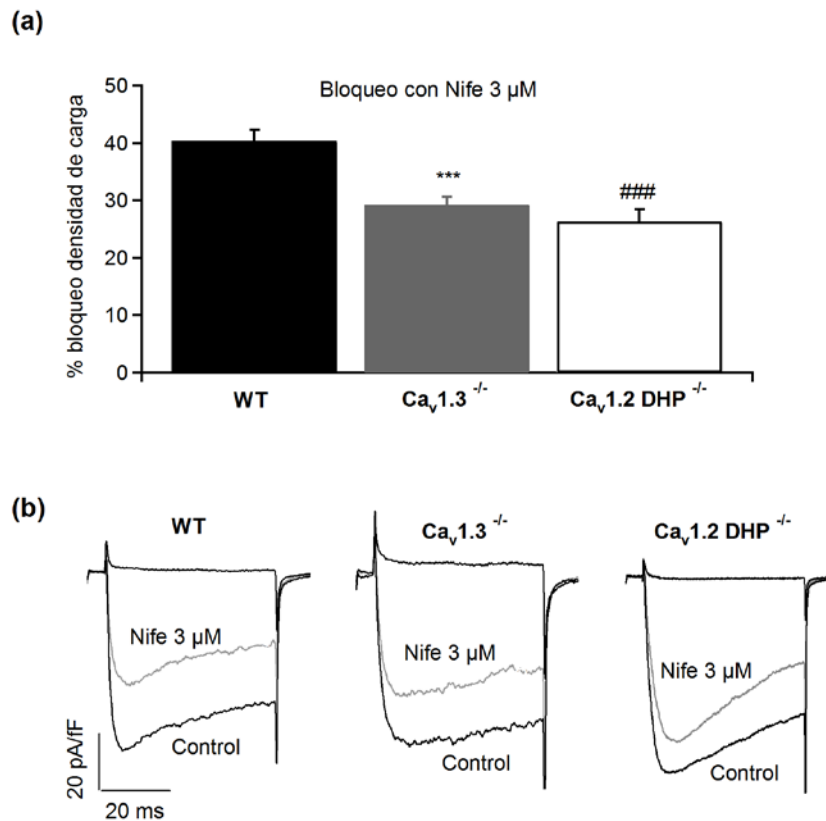 (a)
Bloqueo con Nife 3 µM
% bloqueo densidad de carga
50
40
30
20
10
0
***
###
WT
Cav1.3 -/-
Cav1.2 DHP -/-
(b)
WT
Cav1.3 -/-
Cav1.2 DHP -/-
Nife 3 µM
Control
Nife 3 µM
Control
Nife 3 µM
Control
20 pA/fF
20 ms